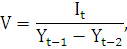 V = I_t / (Y_{t−1} − Y_{t−2}),